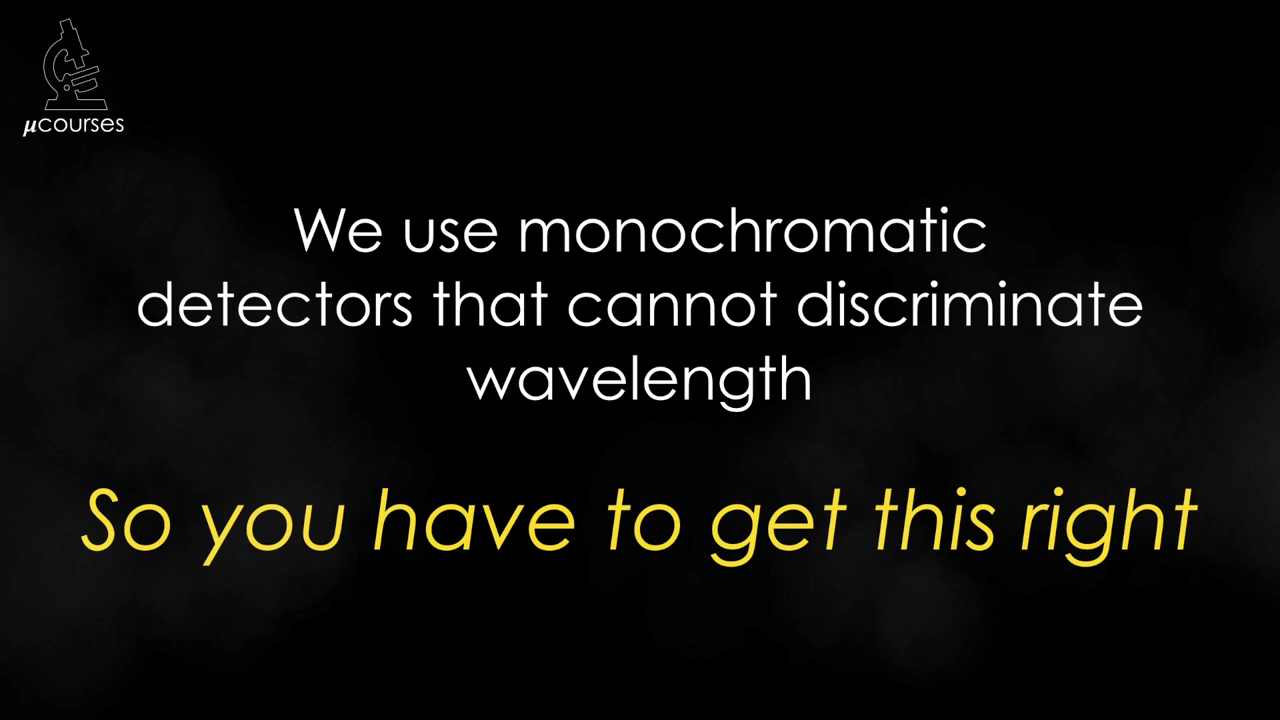 µcourses
We use monochromatic
detectors that cannot discriminate
wavelength
So you have to get this right